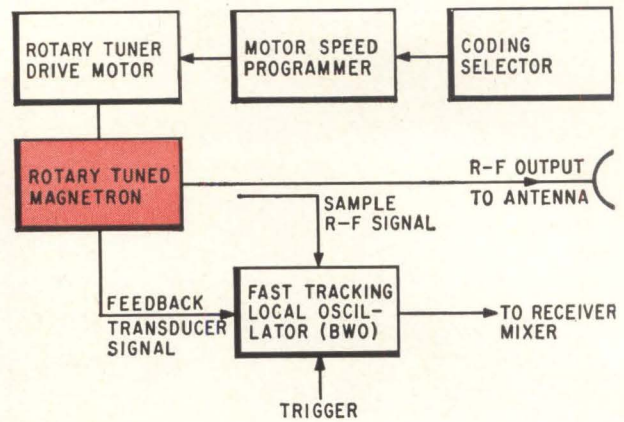 ROTARY TUNER
DRIVE MOTOR
MOTOR SPEED
PROGRAMMER
CODING
SELECTOR
ROTARY TUNED
MAGNETRON
R-F OUTPUT
TO ANTENNA
SAMPLE
R-F SIGNAL
FEEDBACK
TRANSDUCER
SIGNAL
FAST TRACKING
LOCAL OSCIL-
LATOR (BWO)
TO RECEIVER
MIXER
TRIGGER